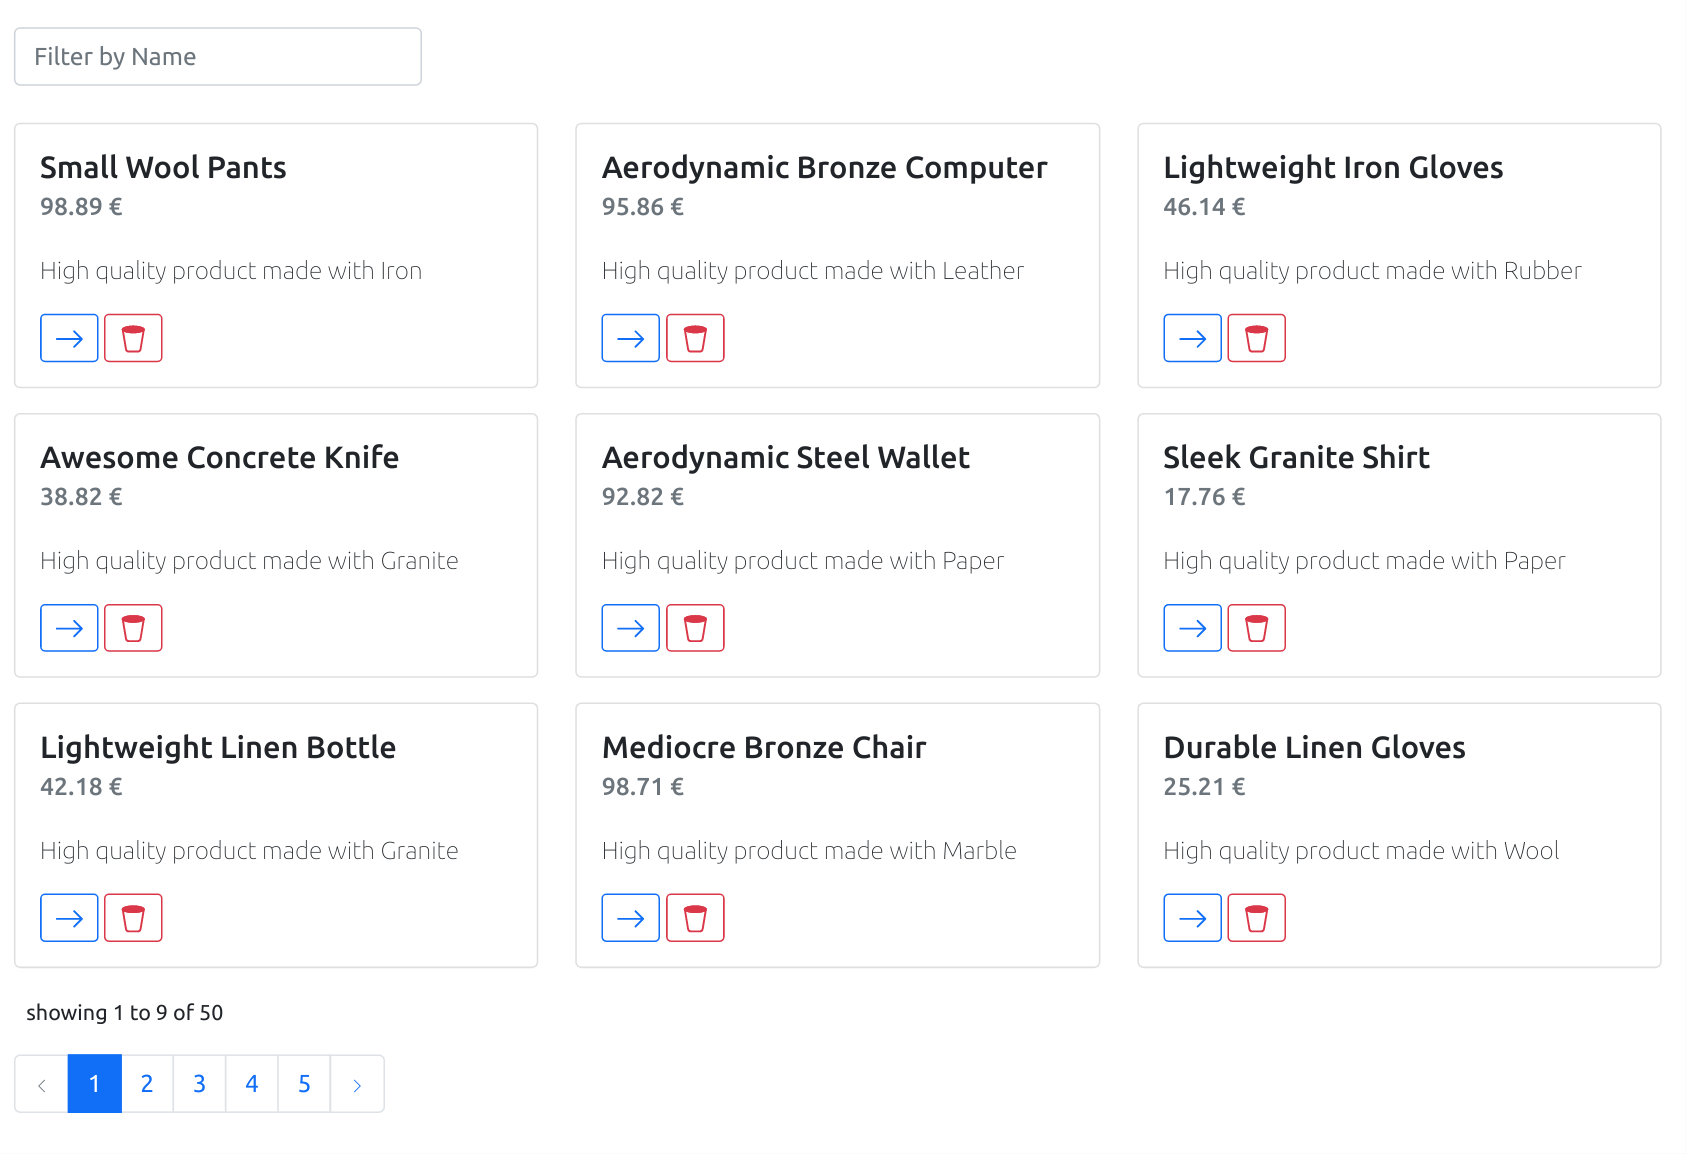 Filter by Name
Small Wool Pants
98.89 €
High quality product made with Iron
Aerodynamic Bronze Computer
95.86 €
High quality product made with Leather
Lightweight Iron Gloves
46.14 €
High quality product made with Rubber
Awesome Concrete Knife
38.82 €
High quality product made with Granite
Aerodynamic Steel Wallet
92.82 €
High quality product made with Paper
Sleek Granite Shirt
17.76 €
High quality product made with Paper
Lightweight Linen Bottle
42.18 €
High quality product made with Granite
Mediocre Bronze Chair
98.71 €
High quality product made with Marble
Durable Linen Gloves
25.21 €
High quality product made with Wool
showing 1 to 9 of 50
‹ 1 2 3 4 5 ›